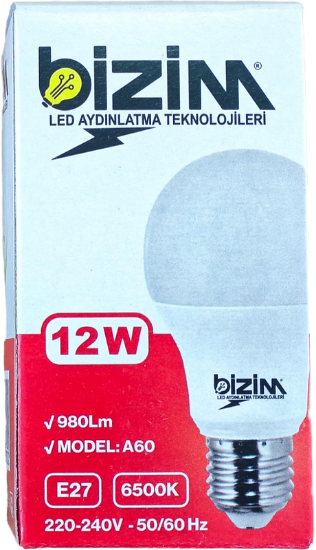 bizim®
LED AYDINLATMA TEKNOLOJİLERİ
12W
bizim
LED AYDINLATMA TEKNOLOJİLERİ
√ 980Lm
√ MODEL: A60
E27 6500K
220-240V - 50/60 Hz